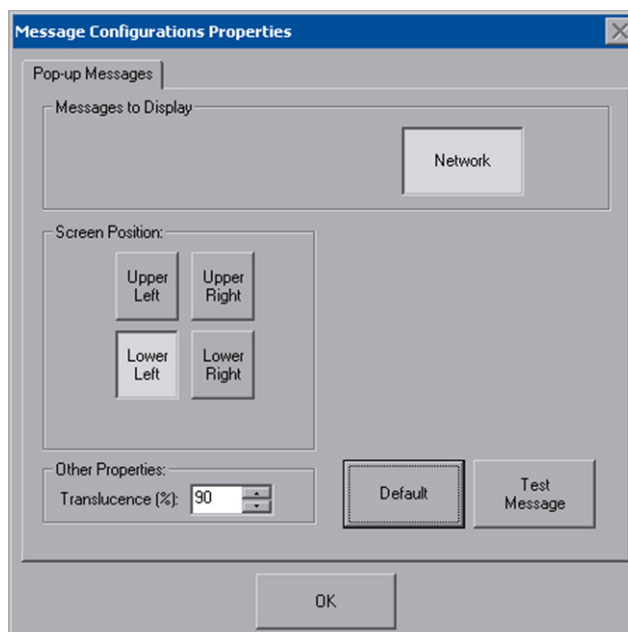 Message Configurations Properties
Pop-up Messages
Messages to Display
Network
Screen Position:
Upper
Left
Upper
Right
Lower
Left
Lower
Right
Other Properties:
Translucence (%): 90
Default
Test
Message
OK